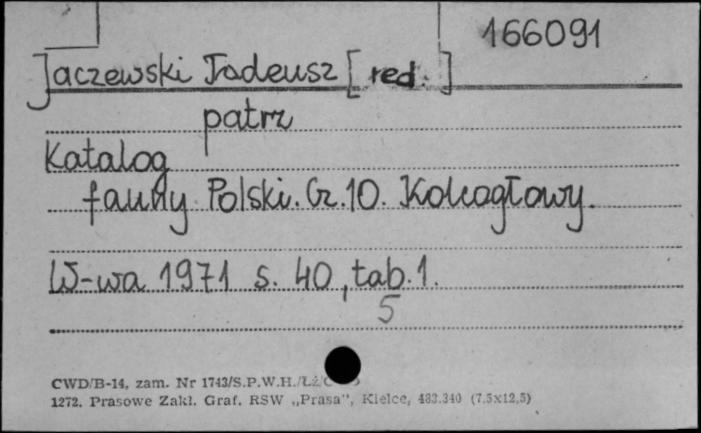 166091
Jaczewski Tadeusz [red.]
patrz
Katalog
fauny Polski. Cz. 10. Kolcogłowy.
W-wa 1971 s. 40, tab. 1.
5
CWD/B-14, zam. Nr 1743/S.P.W.H./Łż/
1272. Prasowe Zakł. Graf. RSW „Prasa”, Kielce, 483.340 (7,5x12,5)